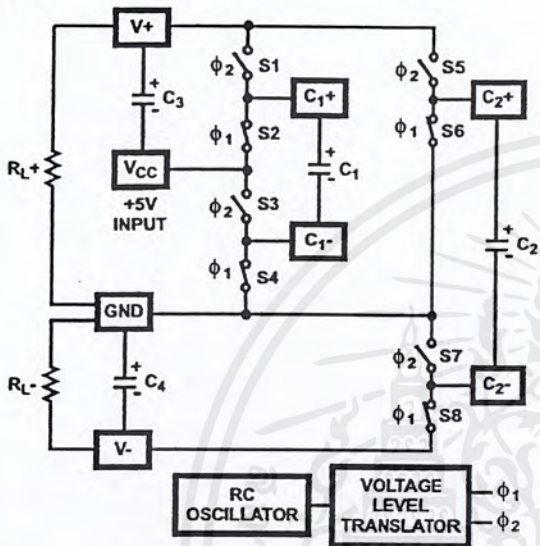 V+
S1
S5
ϕ2
ϕ2
+
C3
-
C1+
C2+
ϕ1
S2
ϕ1
S6
RL+
VCC
+
C1
-
+5V
INPUT
S3
ϕ2
C1-
+
C2
-
ϕ1
S4
GND
+
C4
-
ϕ2
S7
RL-
C2-
ϕ1
S8
V-
RC
OSCILLATOR
VOLTAGE
LEVEL
TRANSLATOR
ϕ1
ϕ2